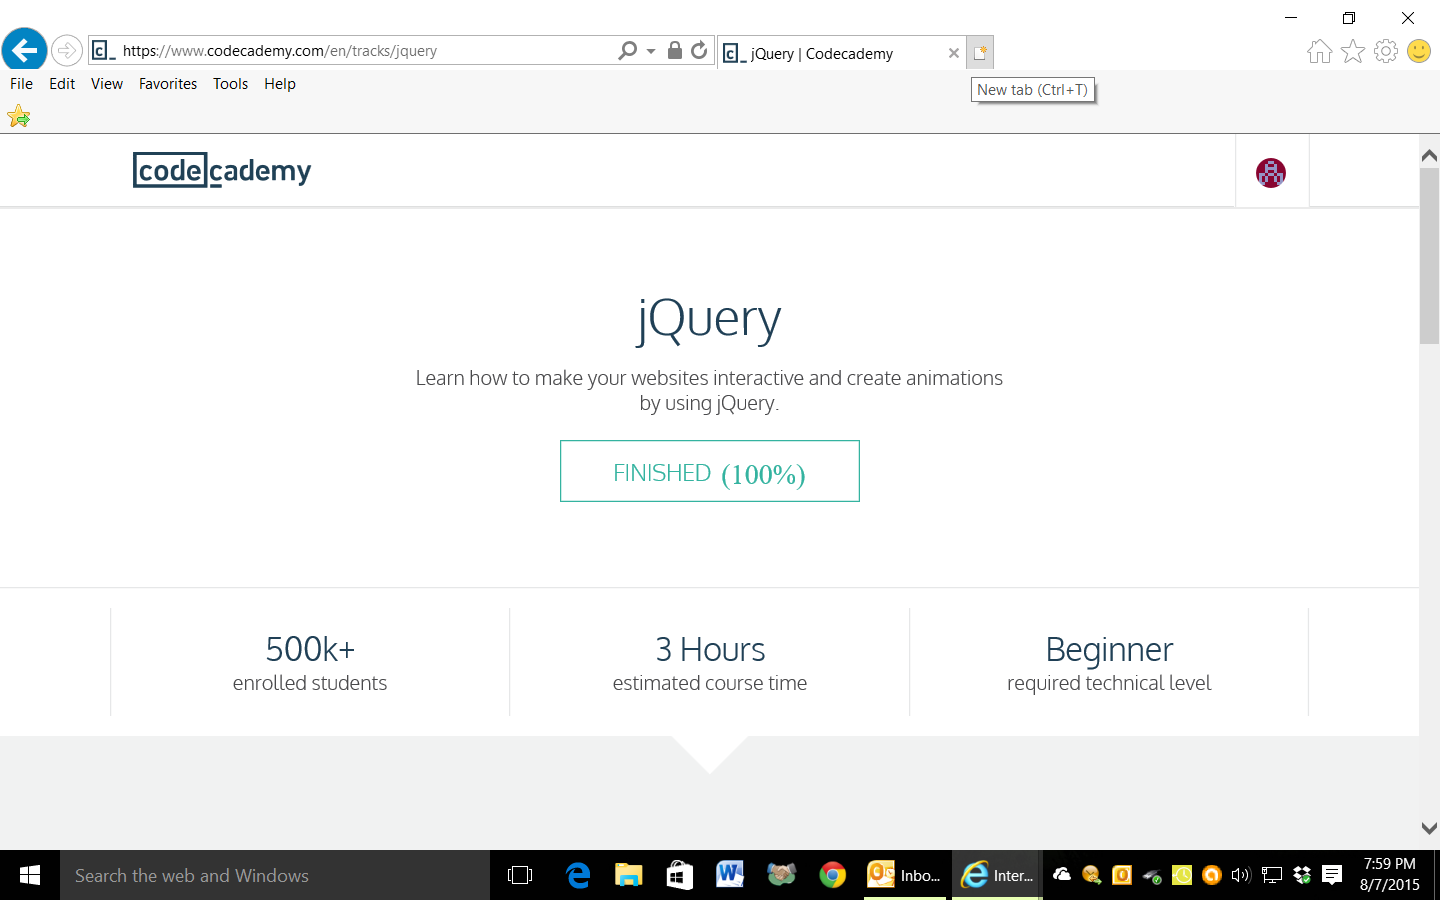 https://www.codecademy.com/en/tracks/jquery
jQuery | Codecademy
File Edit View Favorites Tools Help
New tab (Ctrl+T)
codecademy
jQuery
Learn how to make your websites interactive and create animations
by using jQuery.
FINISHED (100%)
500k+
enrolled students
3 Hours
estimated course time
Beginner
required technical level
Search the web and Windows
Inbo...
Inter...
7:59 PM
8/7/2015